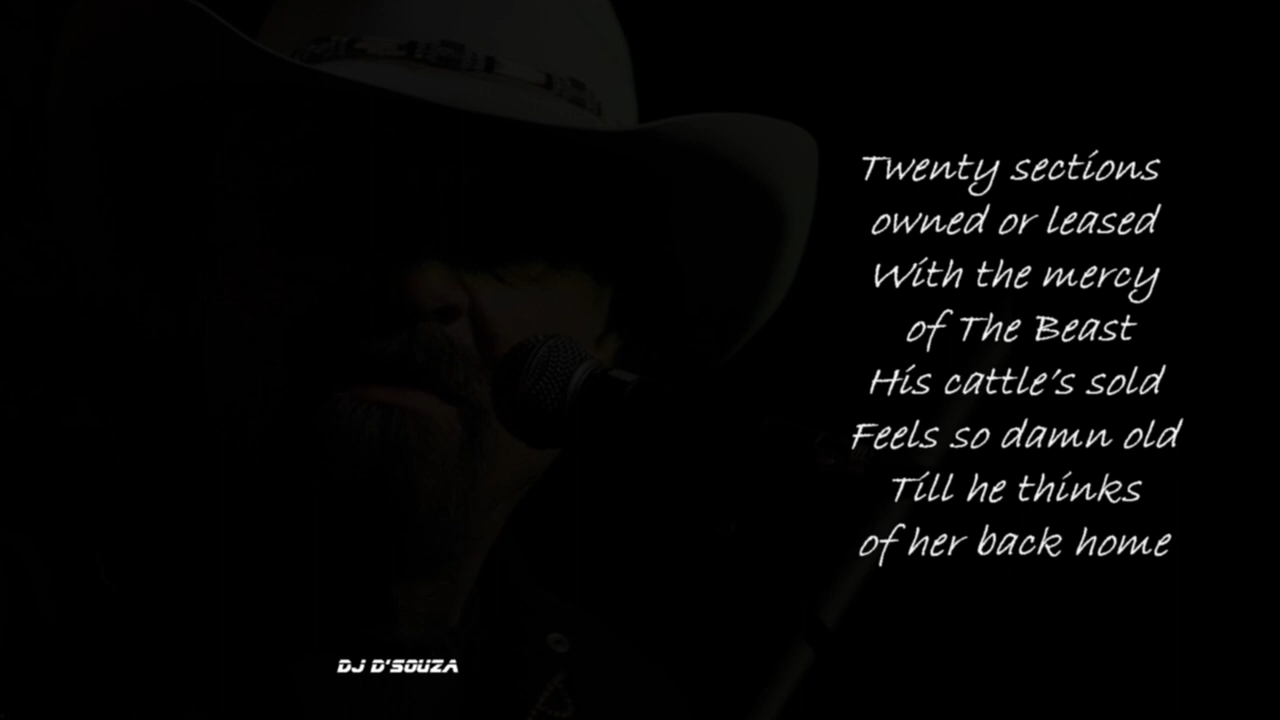 Twenty sections
owned or leased
With the mercy
of The Beast
His cattle's sold
Feels so damn old
Till he thinks
of her back home
DJ D'SOUZA